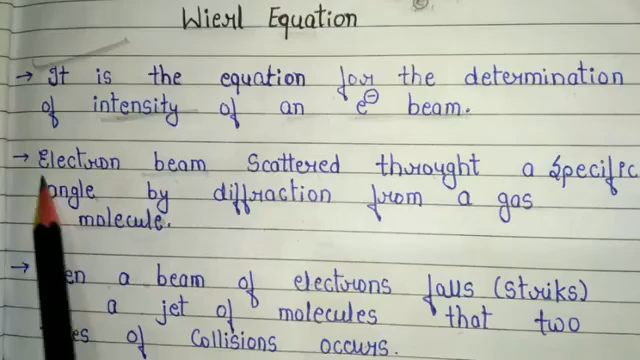 Wierl Equation
→ It is the equation for the determination
of intensity of an e⊖ beam.
→ Electron beam Scattered throught a Specific
angle by diffraction from a gas
molecule.
→ a beam of electrons falls (striks)
a jet of molecules that two
of Collisions occurs.